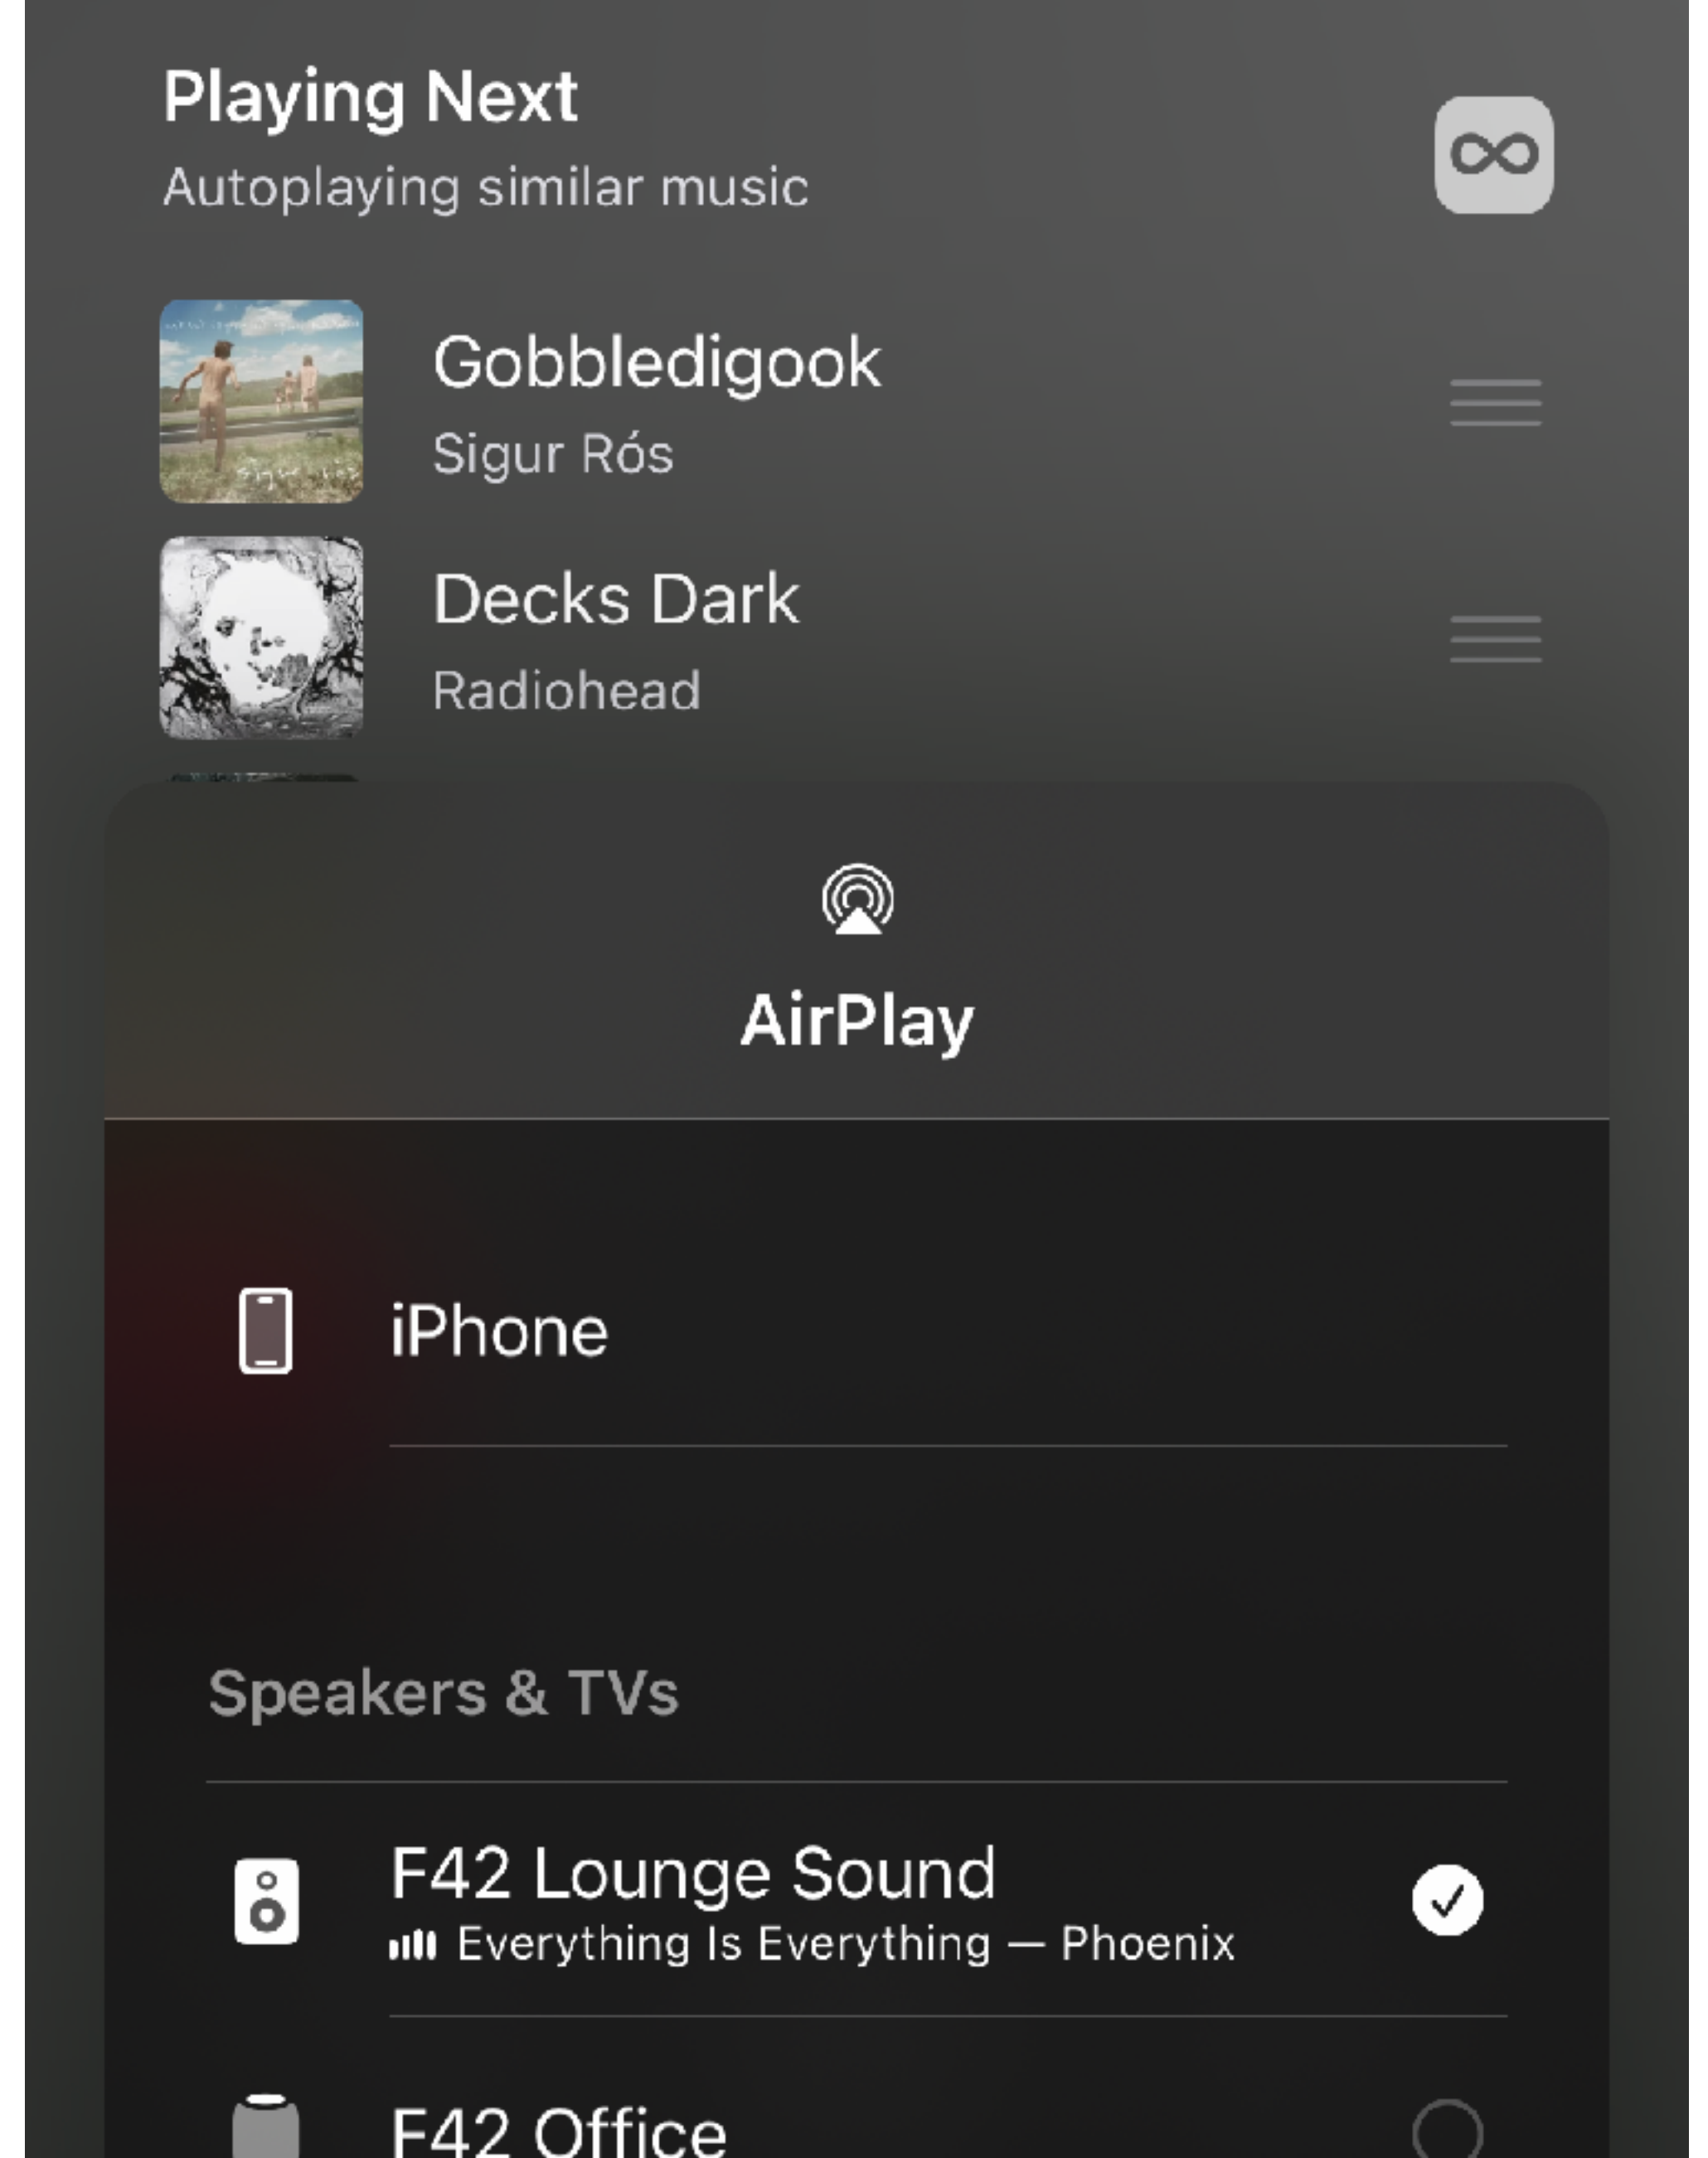 Playing Next
Autoplaying similar music
Gobbledigook
Sigur Rós
Decks Dark
Radiohead
AirPlay
iPhone
Speakers & TVs
F42 Lounge Sound
Everything Is Everything — Phoenix
F42 Office